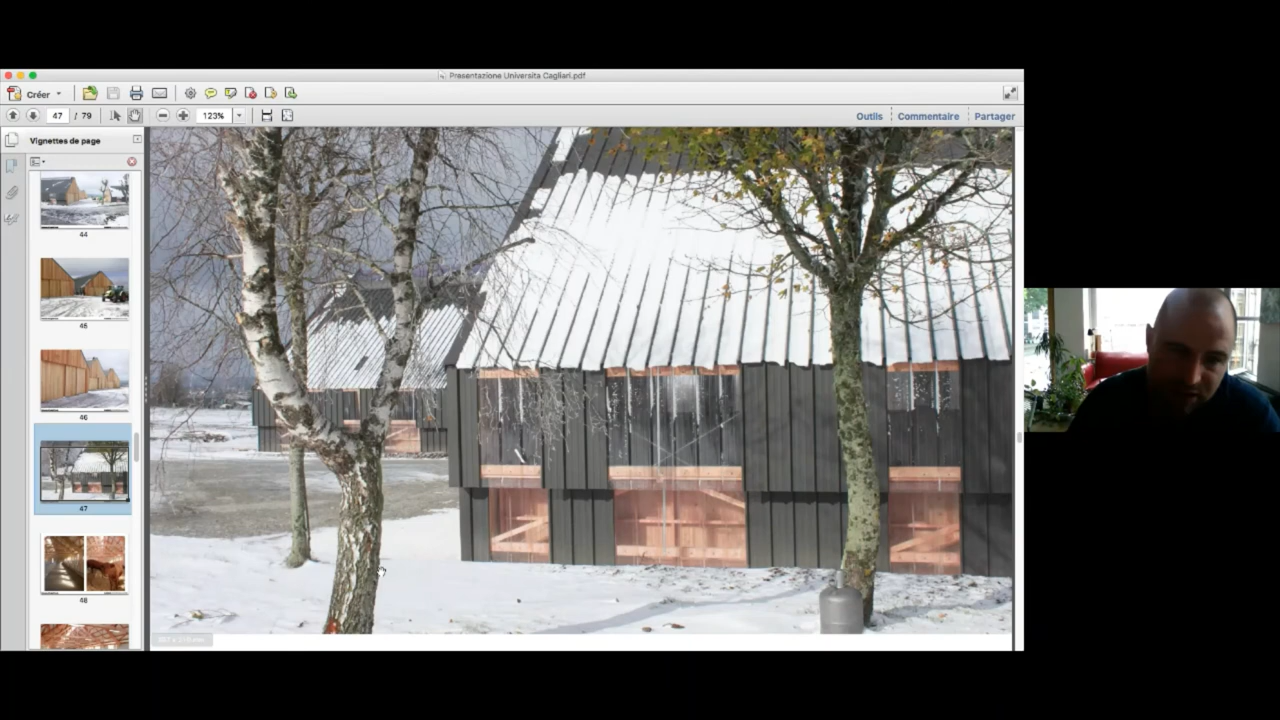 Presentazione Universita Cagliari.pdf
Créer
47 / 79
123%
Outils
Commentaire
Partager
Vignettes de page
44
45
46
47
48